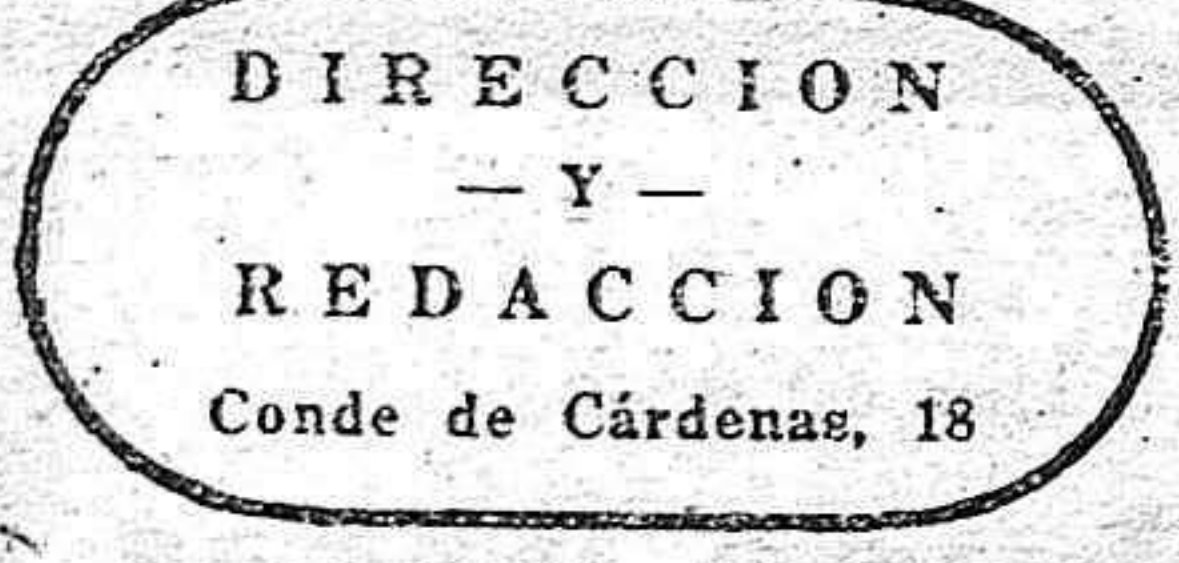 DIRECCION
— Y —
REDACCION
Conde de Cárdenas, 18